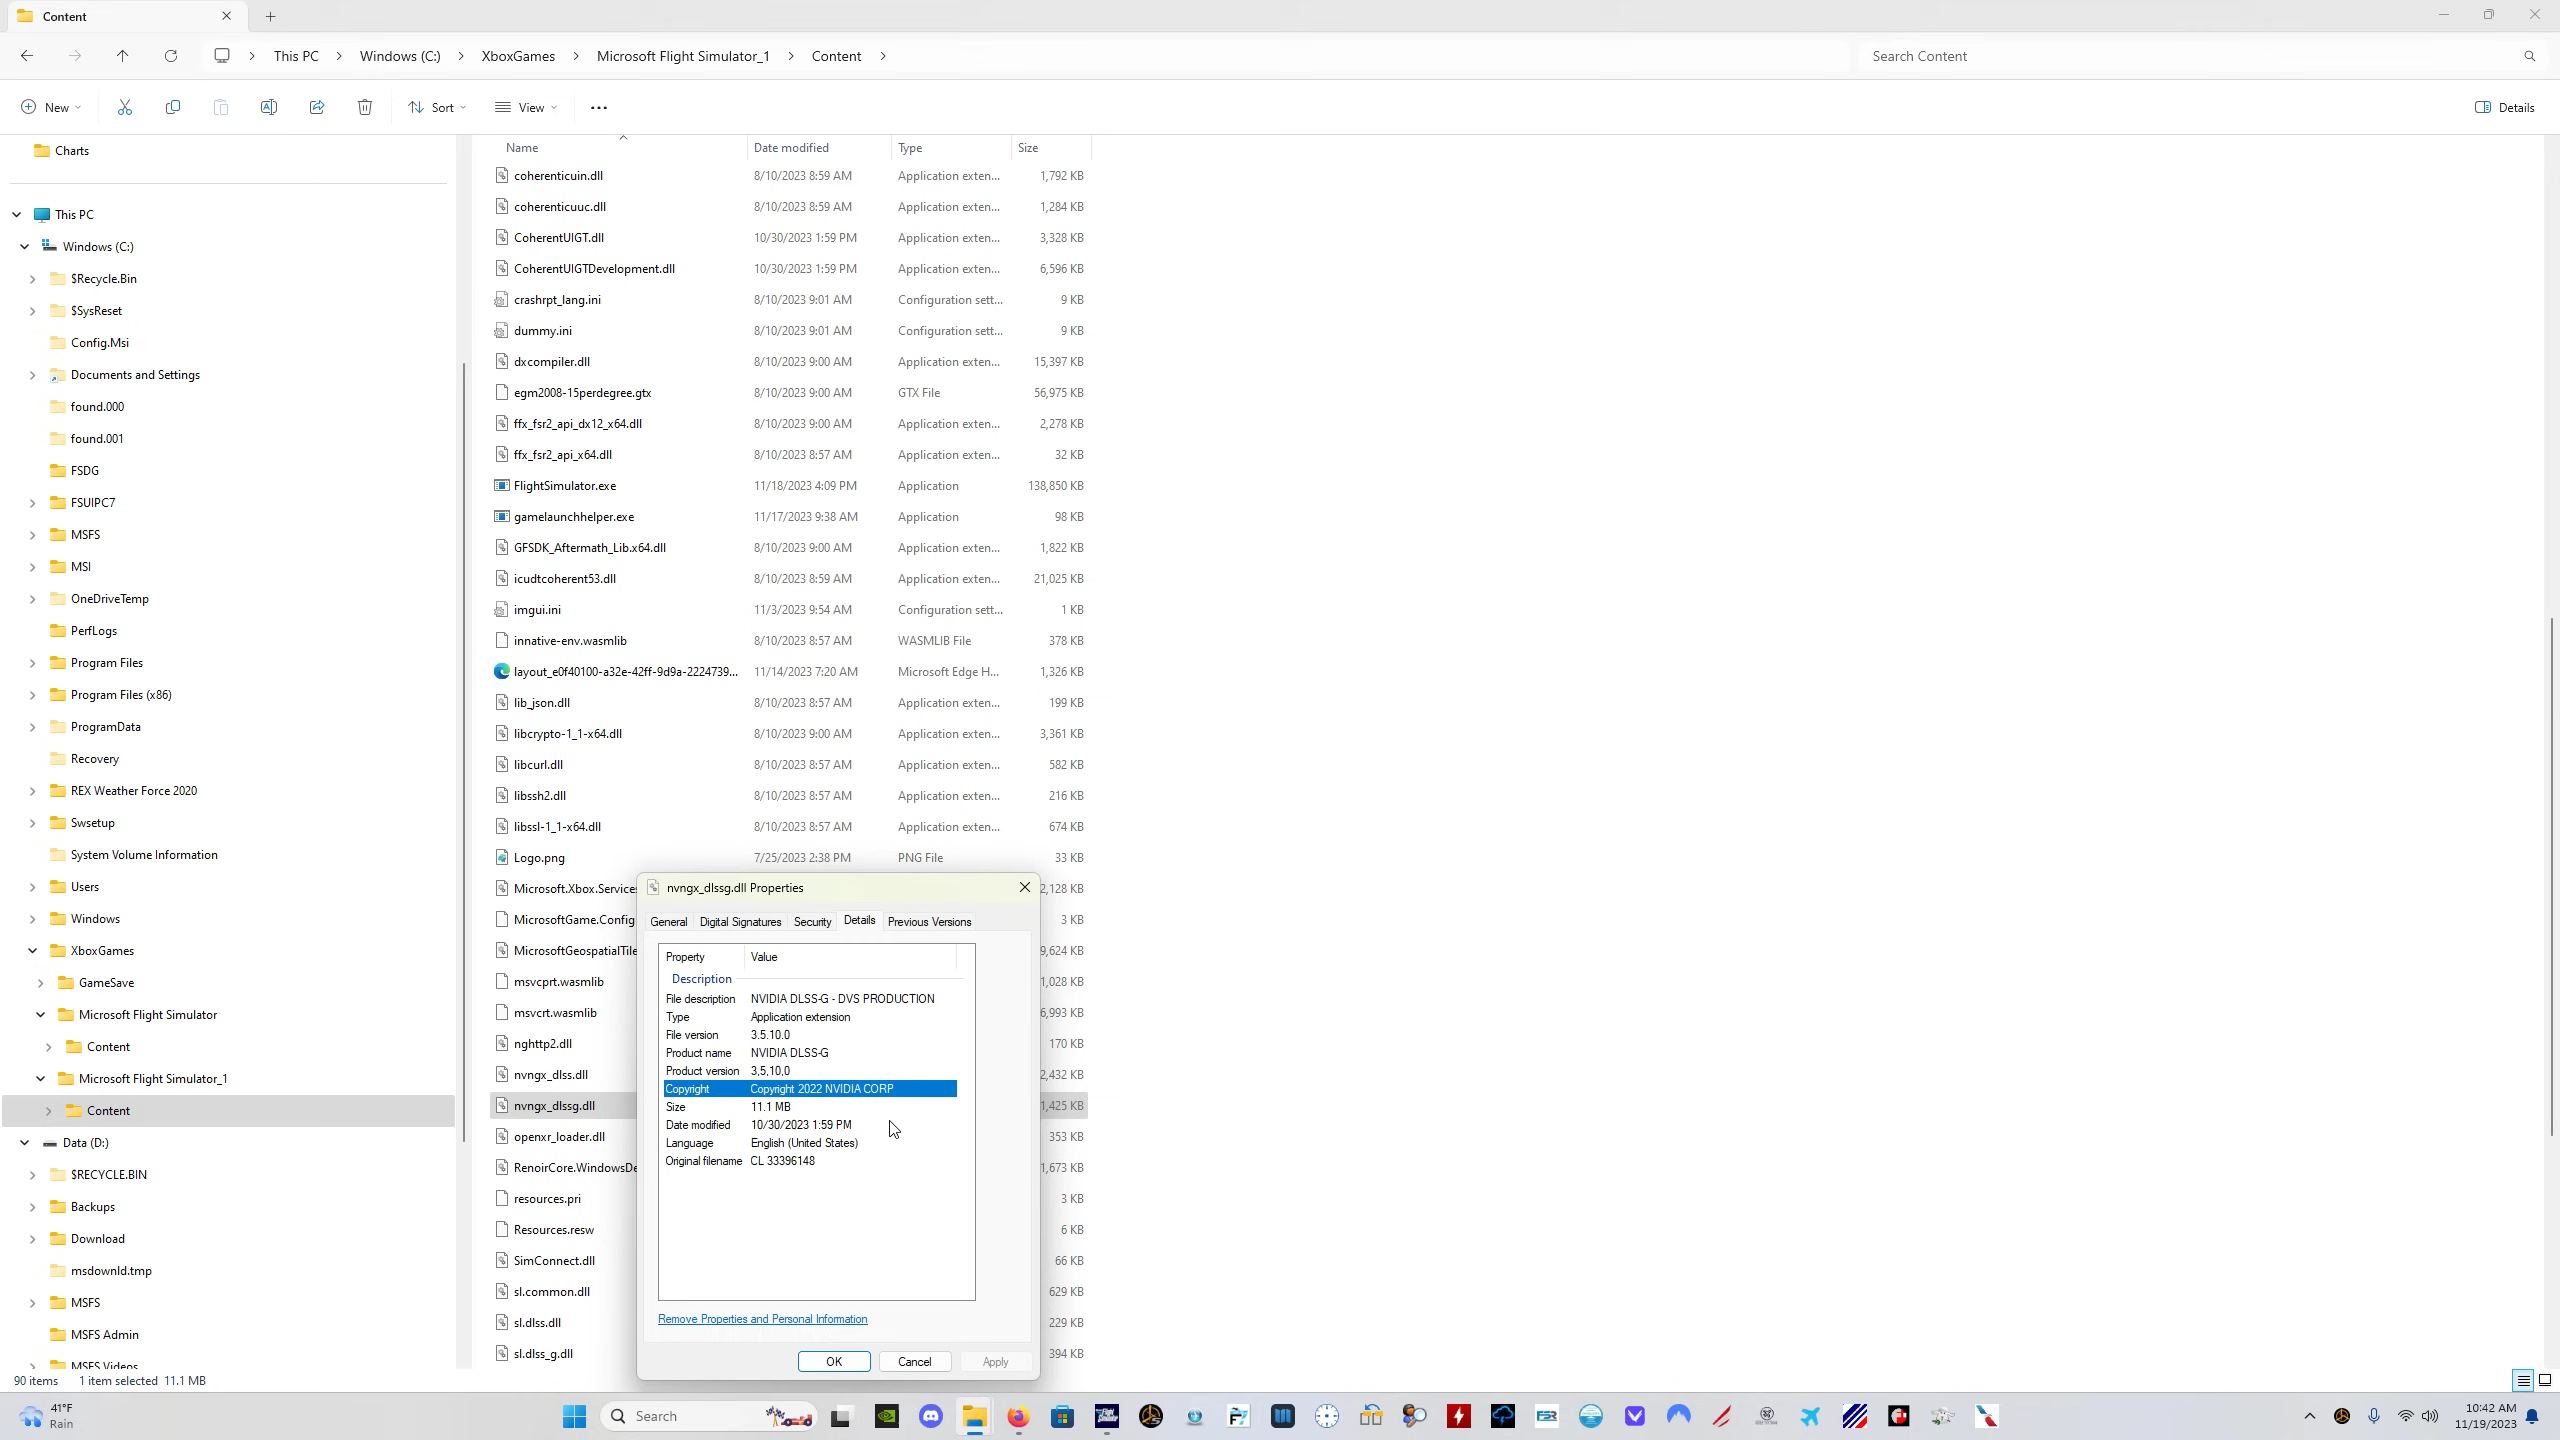 Content
This PC
Windows (C:)
XboxGames
Microsoft Flight Simulator_1
Content
Search Content
New
Sort
View
Details
Charts
This PC
Windows (C:)
$Recycle.Bin
$SysReset
Config.Msi
Documents and Settings
found.000
found.001
FSDG
FSUIPC7
MSFS
MSI
OneDriveTemp
PerfLogs
Program Files
Program Files (x86)
ProgramData
Recovery
REX Weather Force 2020
Swsetup
System Volume Information
Users
Windows
XboxGames
GameSave
Microsoft Flight Simulator
Content
Microsoft Flight Simulator_1
Content
Data (D:)
$RECYCLE.BIN
Backups
Download
msdownld.tmp
MSFS
MSFS Admin
MSFS Videos
Name Date modified Type Size
coherenticuin.dll 8/10/2023 8:59 AM Application exten... 1,792 KB
coherenticuuc.dll 8/10/2023 8:59 AM Application exten... 1,284 KB
CoherentUIGT.dll 10/30/2023 1:59 PM Application exten... 3,328 KB
CoherentUIGTDevelopment.dll 10/30/2023 1:59 PM Application exten... 6,596 KB
crashrpt_lang.ini 8/10/2023 9:01 AM Configuration sett... 9 KB
dummy.ini 8/10/2023 9:01 AM Configuration sett... 9 KB
dxcompiler.dll 8/10/2023 9:00 AM Application exten... 15,397 KB
egm2008-15perdegree.gtx 8/10/2023 9:00 AM GTX File 56,975 KB
ffx_fsr2_api_dx12_x64.dll 8/10/2023 9:00 AM Application exten... 2,278 KB
ffx_fsr2_api_x64.dll 8/10/2023 8:57 AM Application exten... 32 KB
FlightSimulator.exe 11/18/2023 4:09 PM Application 138,850 KB
gamelaunchhelper.exe 11/17/2023 9:38 AM Application 98 KB
GFSDK_Aftermath_Lib.x64.dll 8/10/2023 9:00 AM Application exten... 1,822 KB
icudtcoherent53.dll 8/10/2023 8:59 AM Application exten... 21,025 KB
imgui.ini 11/3/2023 9:54 AM Configuration sett... 1 KB
innative-env.wasmlib 8/10/2023 8:57 AM WASMLIB File 378 KB
layout_e0f40100-a32e-42ff-9d9a-2224739... 11/14/2023 7:20 AM Microsoft Edge H... 1,326 KB
lib_json.dll 8/10/2023 8:57 AM Application exten... 199 KB
libcrypto-1_1-x64.dll 8/10/2023 9:00 AM Application exten... 3,361 KB
libcurl.dll 8/10/2023 8:57 AM Application exten... 582 KB
libssh2.dll 8/10/2023 8:57 AM Application exten... 216 KB
libssl-1_1-x64.dll 8/10/2023 8:57 AM Application exten... 674 KB
Logo.png 7/25/2023 2:38 PM PNG File 33 KB
Microsoft.Xbox.Services 2,128 KB
MicrosoftGame.Config 3 KB
MicrosoftGeospatialTile 9,624 KB
msvcprt.wasmlib 1,028 KB
msvcrt.wasmlib 6,993 KB
nghttp2.dll 170 KB
nvngx_dlss.dll 2,432 KB
nvngx_dlssg.dll 1,425 KB
openxr_loader.dll 353 KB
RenoirCore.WindowsDe 1,673 KB
resources.pri 3 KB
Resources.resw 6 KB
SimConnect.dll 66 KB
sl.common.dll 629 KB
sl.dlss.dll 229 KB
sl.dlss_g.dll 394 KB
nvngx_dlssg.dll Properties
General Digital Signatures Security Details Previous Versions
Property Value
Description
File description NVIDIA DLSS-G - DVS PRODUCTION
Type Application extension
File version 3.5.10.0
Product name NVIDIA DLSS-G
Product version 3,5,10,0
Copyright Copyright 2022 NVIDIA CORP
Size 11.1 MB
Date modified 10/30/2023 1:59 PM
Language English (United States)
Original filename CL 33396148
Remove Properties and Personal Information
OK Cancel Apply
90 items 1 item selected 11.1 MB
41°F
Rain
Search
FSR
10:42 AM
11/19/2023